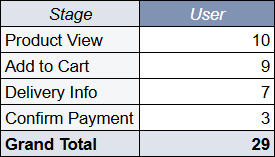 Stage User
Product View 10
Add to Cart 9
Delivery Info 7
Confirm Payment 3
Grand Total 29